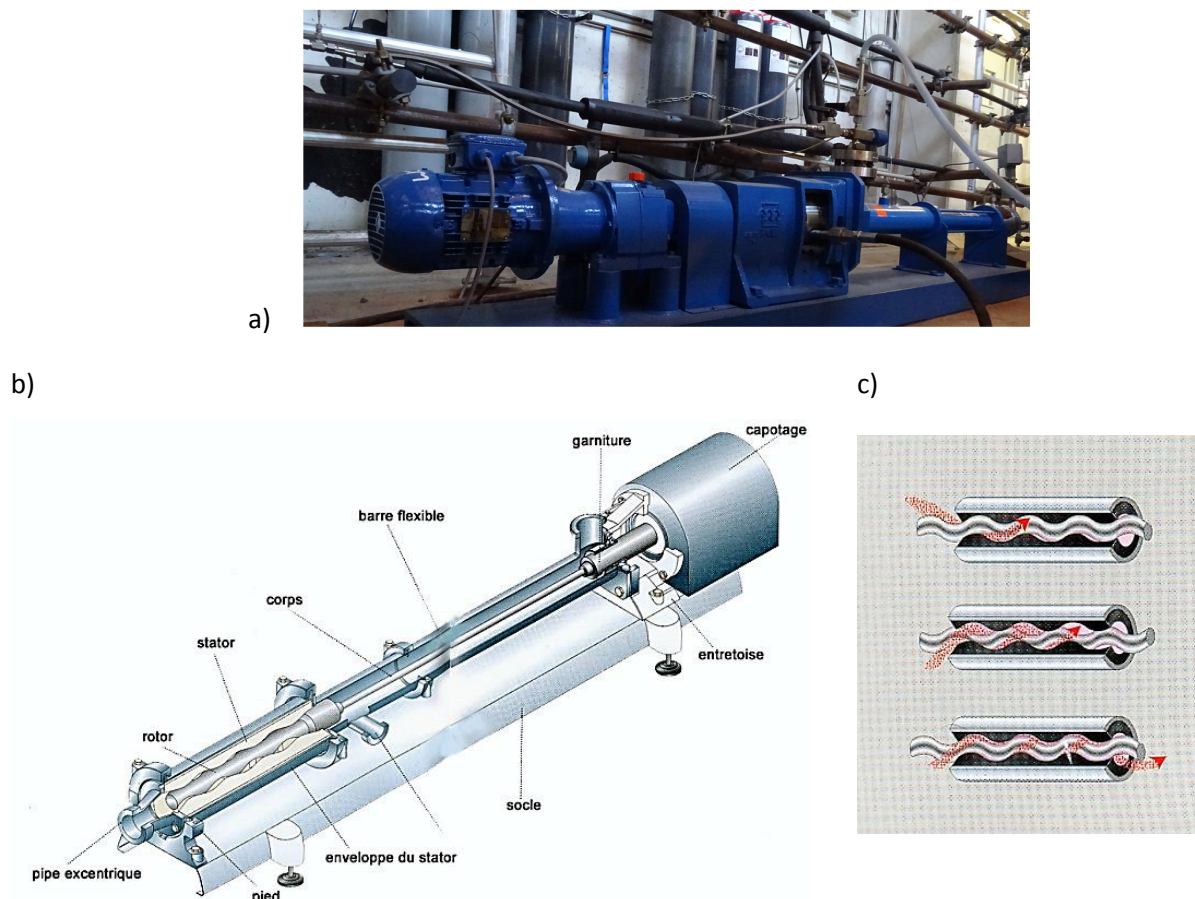 a)
b)
c)
capotage
garniture
barre flexible
corps
stator
entretoise
rotor
socle
enveloppe du stator
pipe excentrique
pied